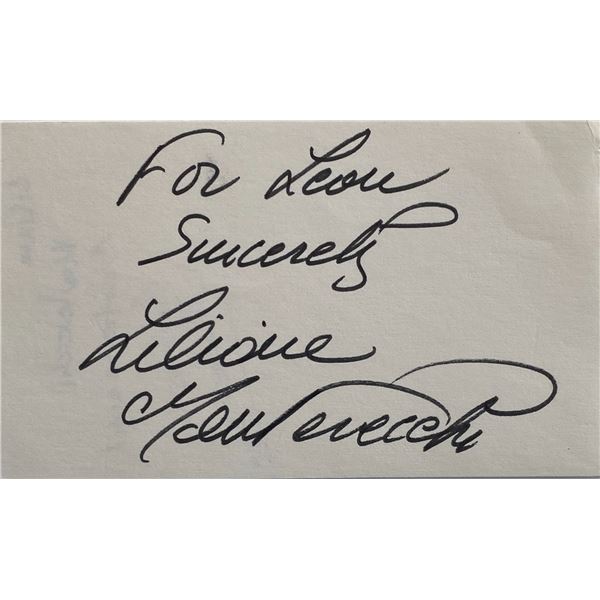 For Leon
Sincerely
Liliane
Montevecchi